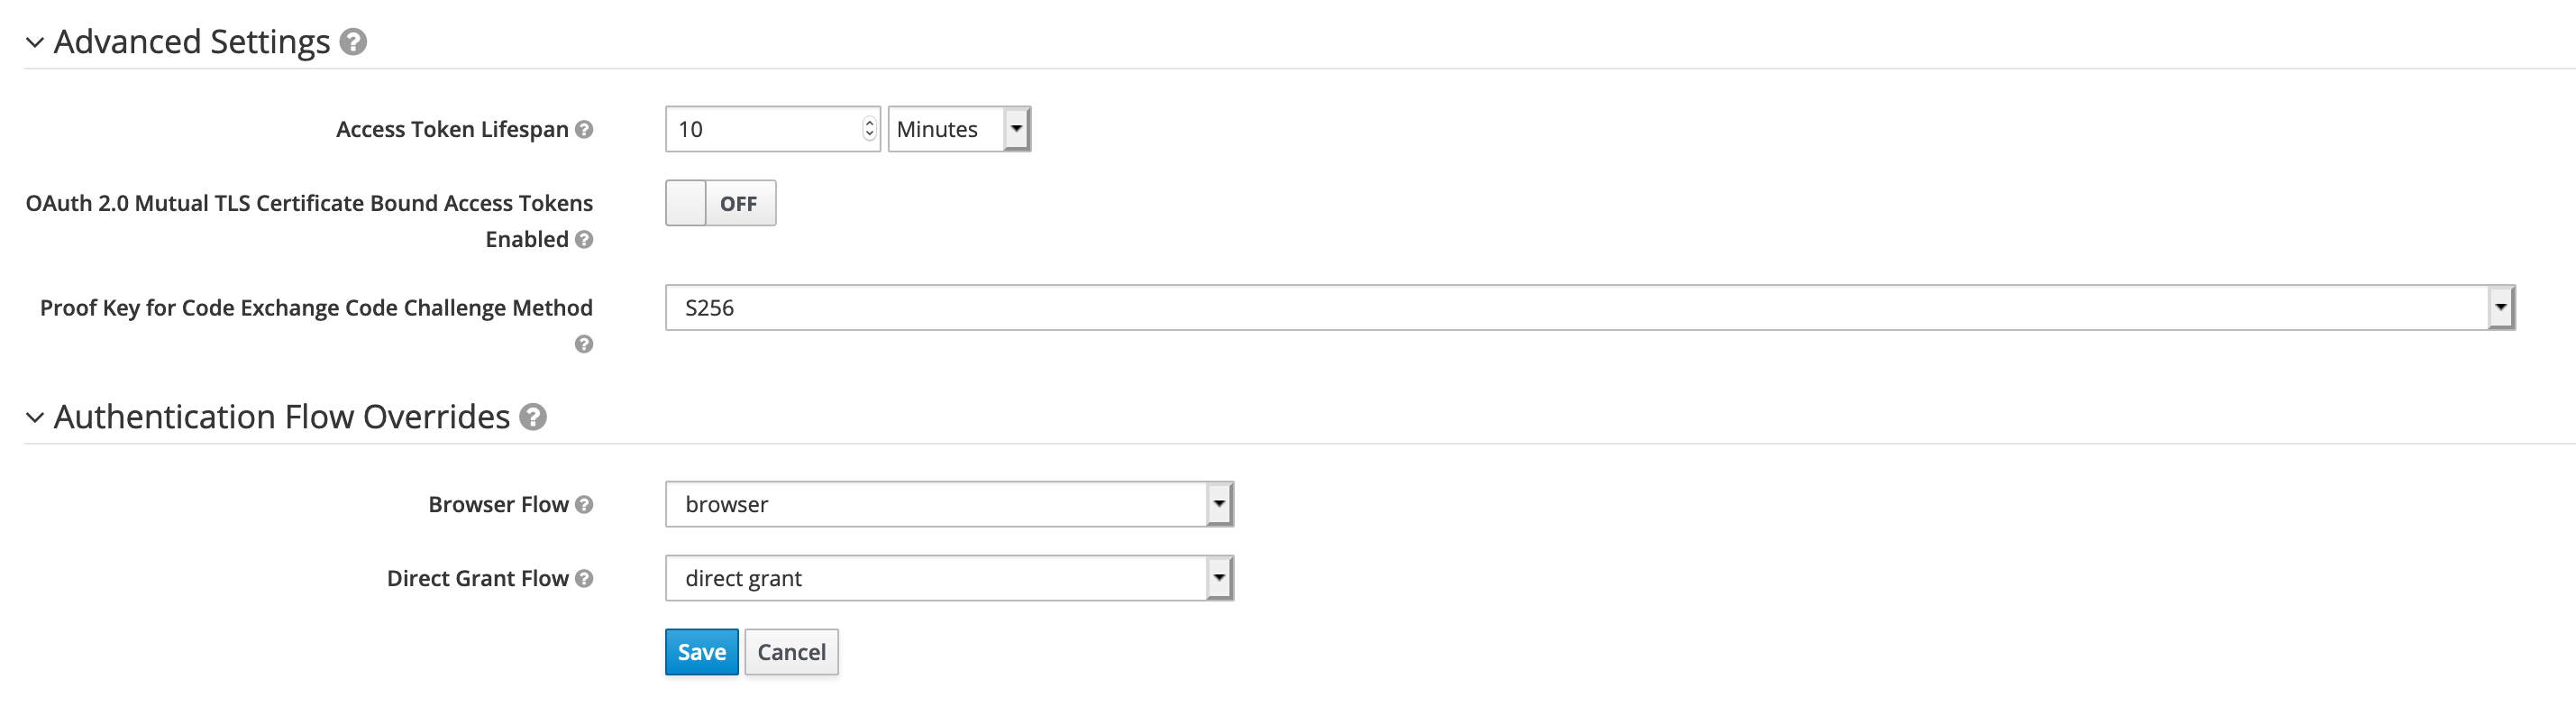 Advanced Settings
Access Token Lifespan
10
Minutes
OAuth 2.0 Mutual TLS Certificate Bound Access Tokens
Enabled
OFF
Proof Key for Code Exchange Code Challenge Method
S256
Authentication Flow Overrides
Browser Flow
browser
Direct Grant Flow
direct grant
Save
Cancel